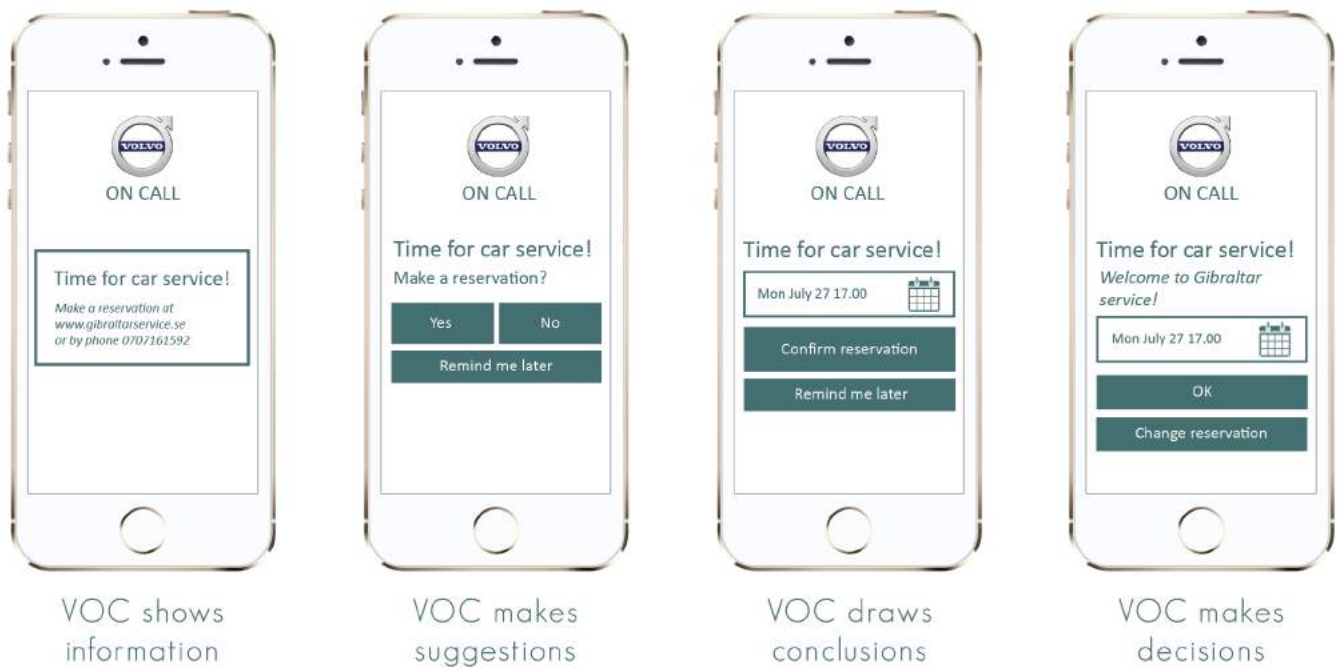 VOLVO
ON CALL
Time for car service!
Make a reservation at
www.gibraltarservice.se
or by phone 0707161592
VOC shows
information
VOLVO
ON CALL
Time for car service!
Make a reservation?
Yes
No
Remind me later
VOC makes
suggestions
VOLVO
ON CALL
Time for car service!
Mon July 27 17.00
Confirm reservation
Remind me later
VOC draws
conclusions
VOLVO
ON CALL
Time for car service!
Welcome to Gibraltar
service!
Mon July 27 17.00
OK
Change reservation
VOC makes
decisions